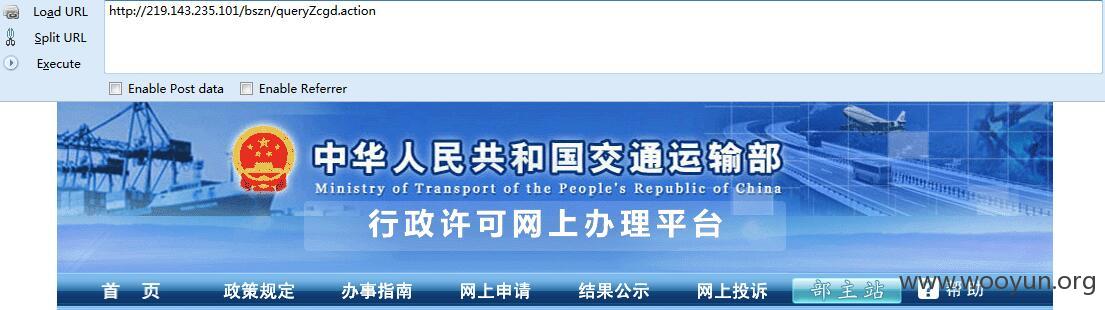 Load URL
http://219.143.235.101/bszn/queryZcgd.action
Split URL
Execute
Enable Post data Enable Referrer
中华人民共和国交通运输部
Ministry of Transport of the People's Republic of China
行政许可网上办理平台
首 页 政策规定 办事指南 网上申请 结果公示 网上投诉 部主站 ? 帮助
www.wooyun.org